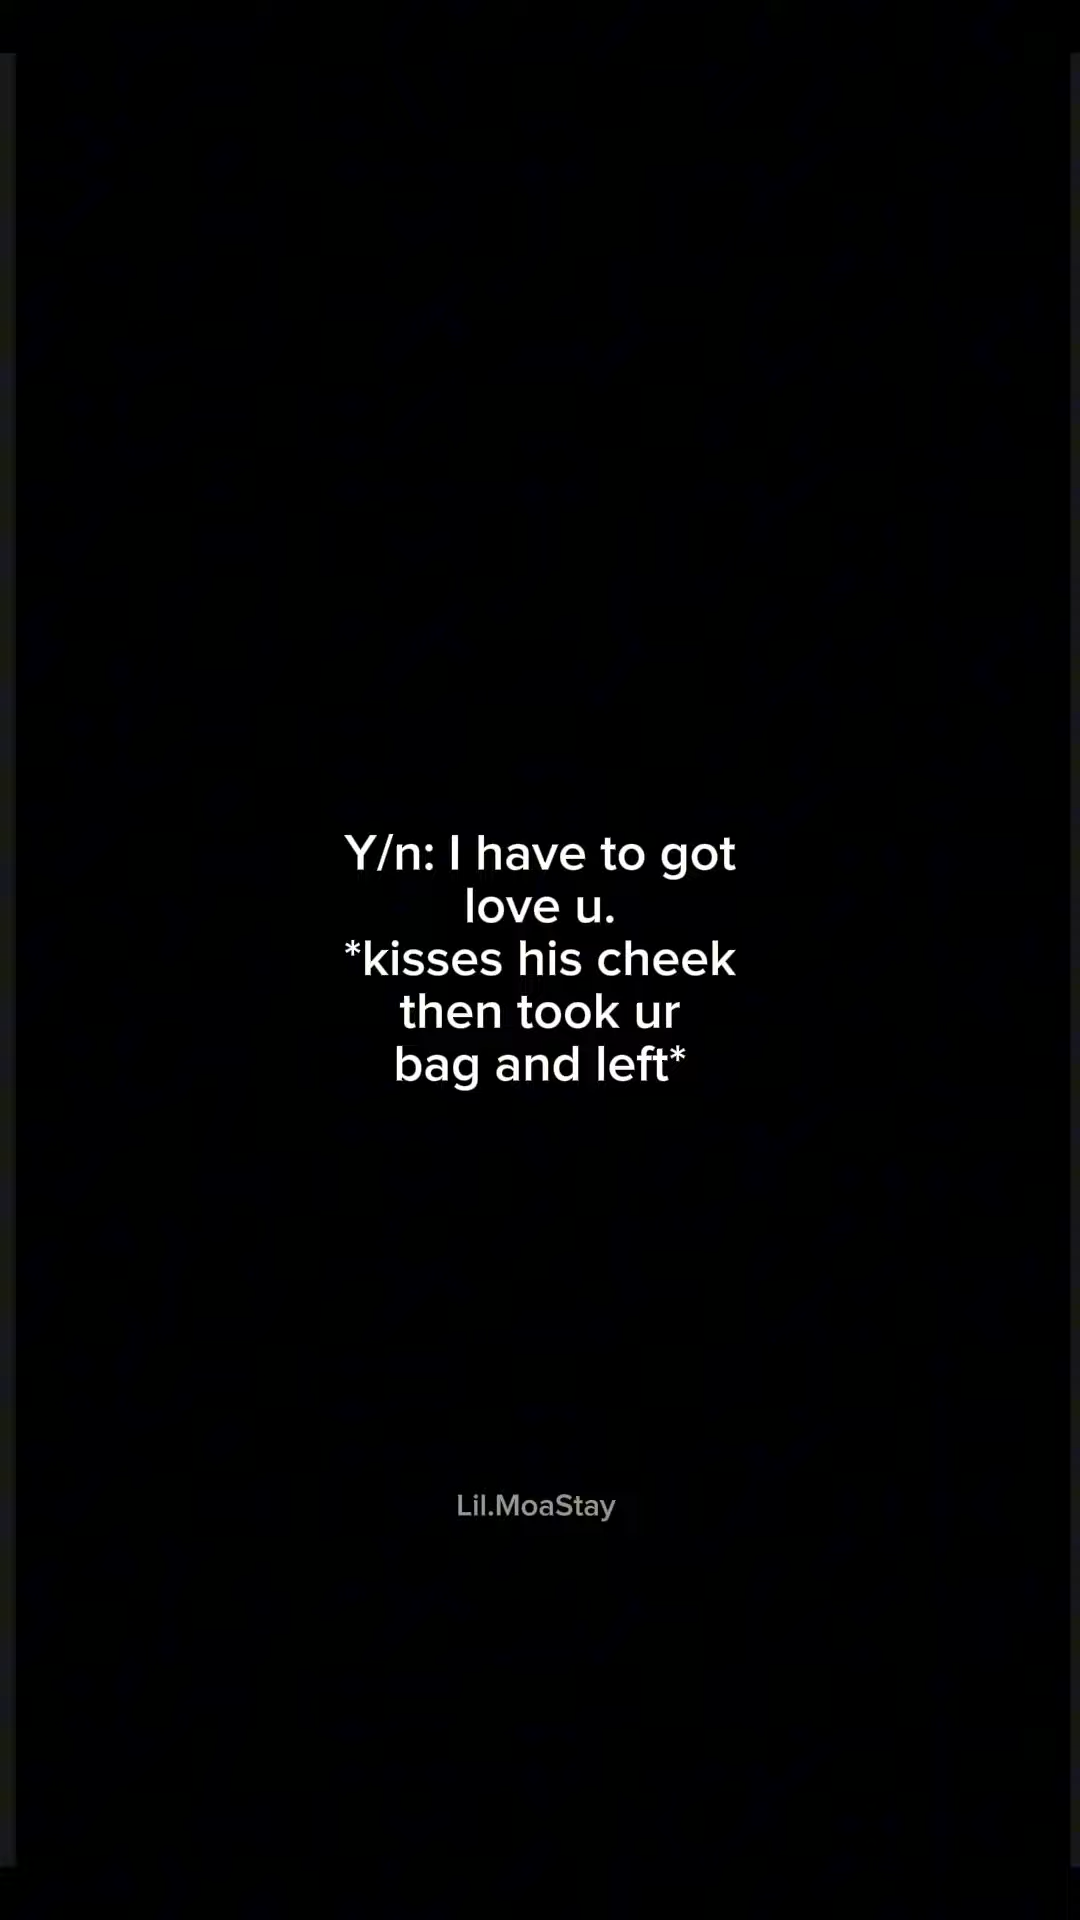 Y/n: I have to got
love u.
*kisses his cheek
then took ur
bag and left*
Lil.MoaStay